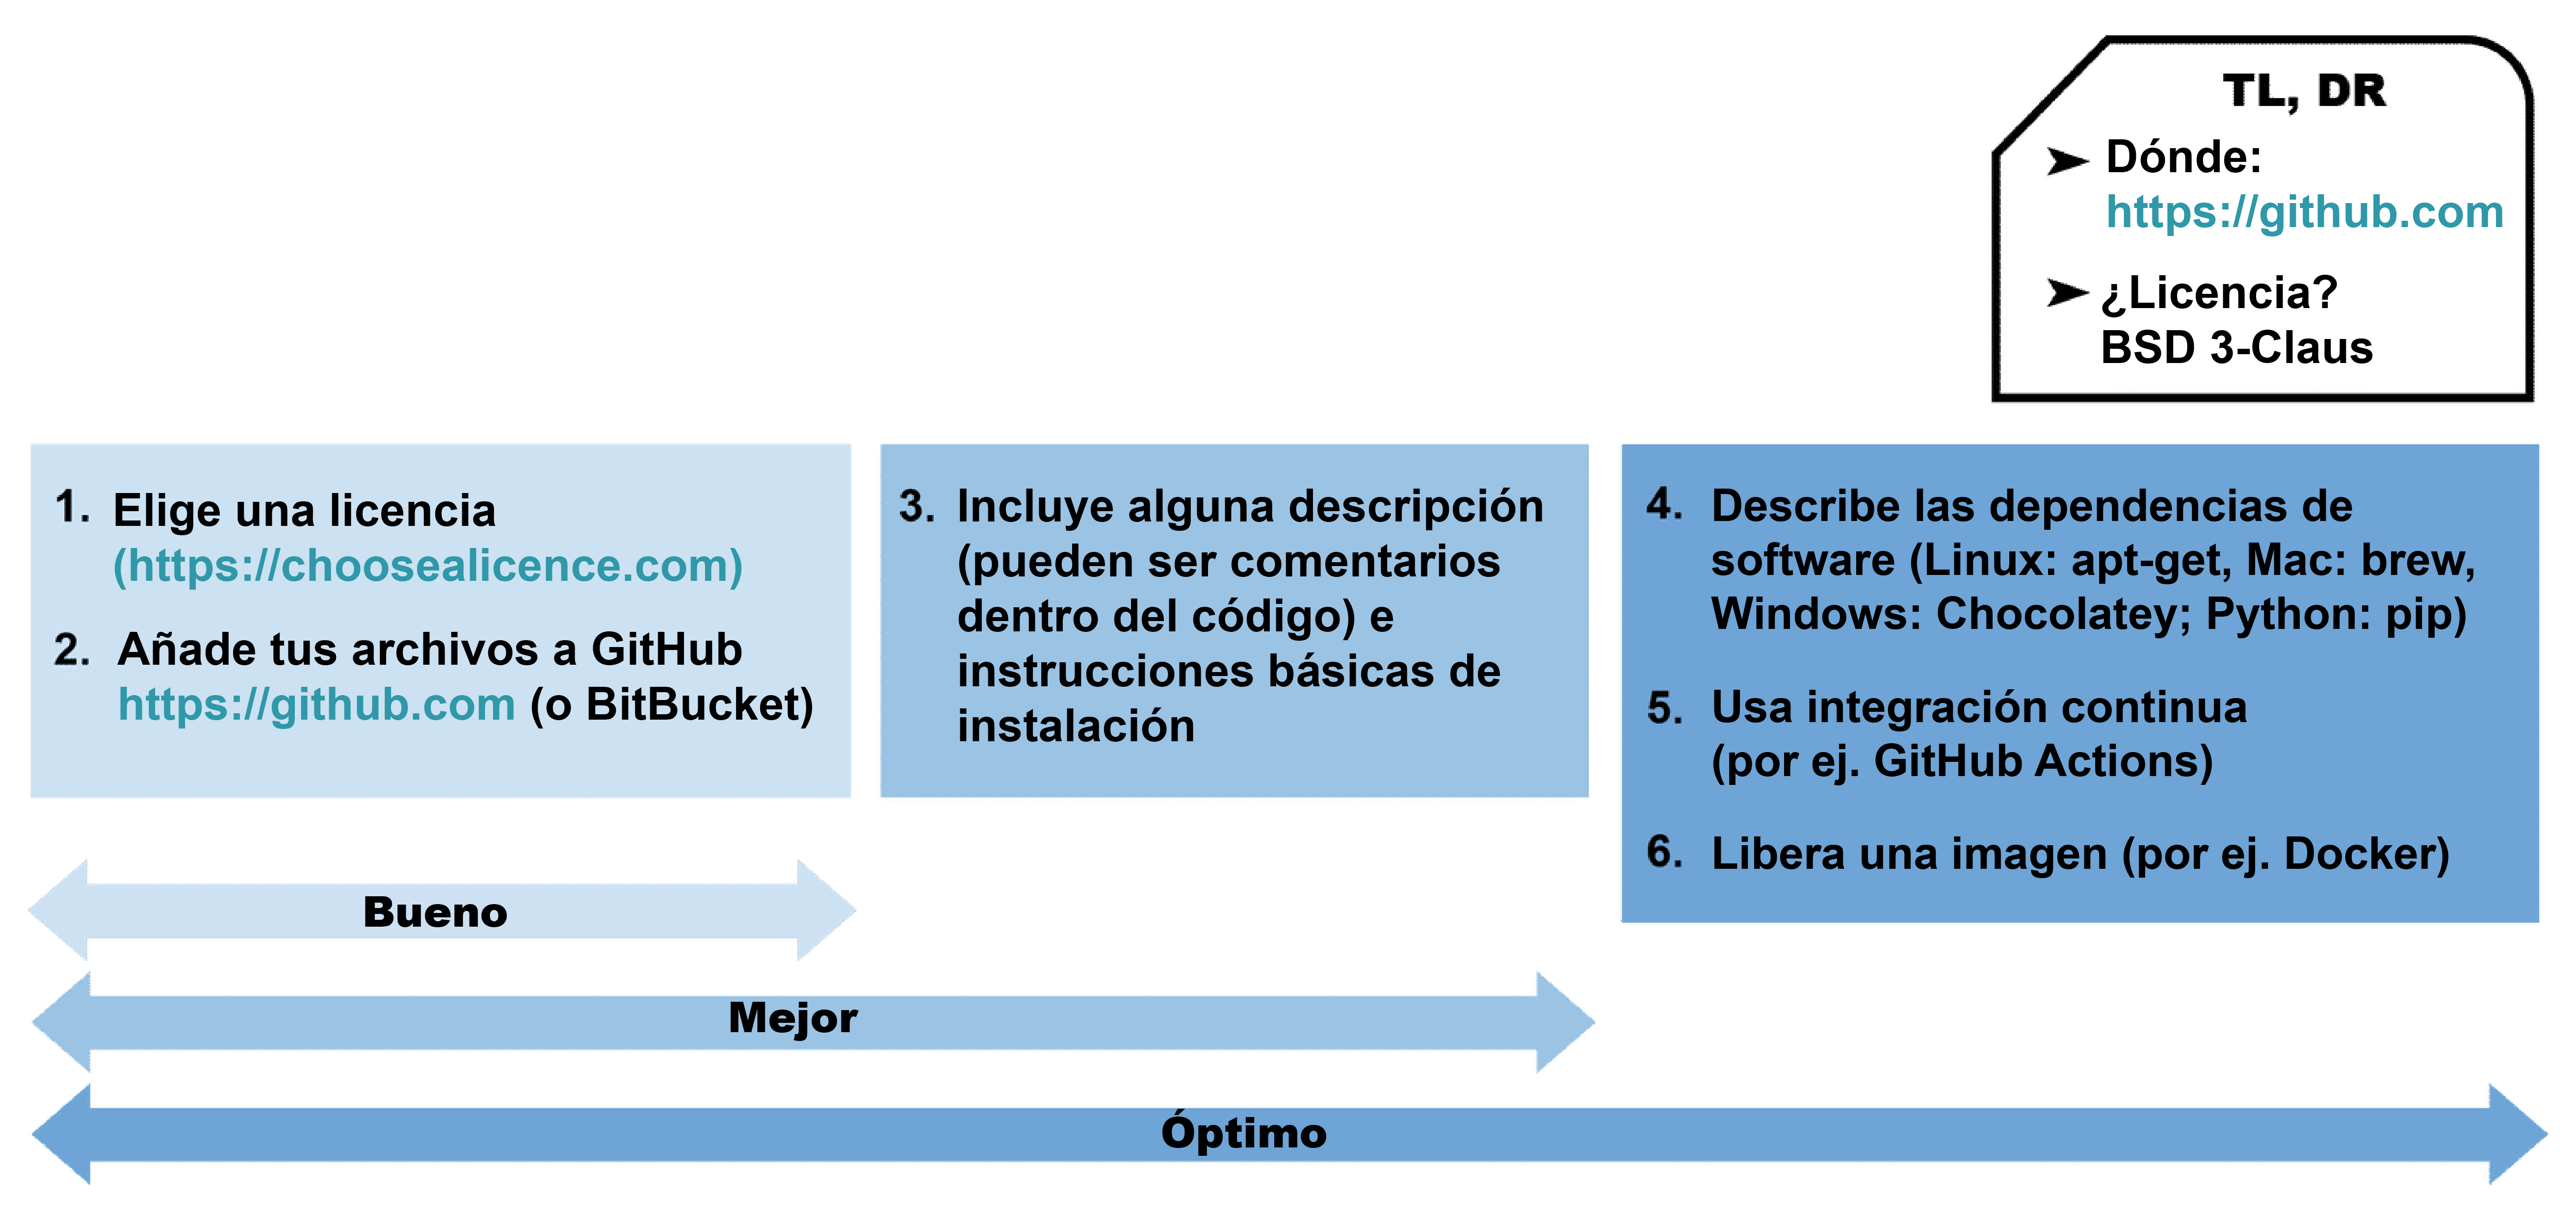 TL, DR
➤ Dónde:
https://github.com
➤ ¿Licencia?
BSD 3-Claus
1. Elige una licencia
(https://choosealicence.com)
2. Añade tus archivos a GitHub
https://github.com (o BitBucket)
3. Incluye alguna descripción
(pueden ser comentarios
dentro del código) e
instrucciones básicas de
instalación
4. Describe las dependencias de
software (Linux: apt-get, Mac: brew,
Windows: Chocolatey; Python: pip)
5. Usa integración continua
(por ej. GitHub Actions)
6. Libera una imagen (por ej. Docker)
Bueno
Mejor
Óptimo